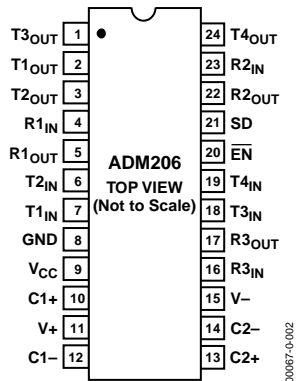 T3OUT 1 24 T4OUT
T1OUT 2 23 R2IN
T2OUT 3 22 R2OUT
R1IN 4 21 SD
R1OUT 5 20 EN
T2IN 6 19 T4IN
T1IN 7 18 T3IN
GND 8 17 R3OUT
VCC 9 16 R3IN
C1+ 10 15 V–
V+ 11 14 C2–
C1– 12 13 C2+
ADM206
TOP VIEW
(Not to Scale)
00067-0-002